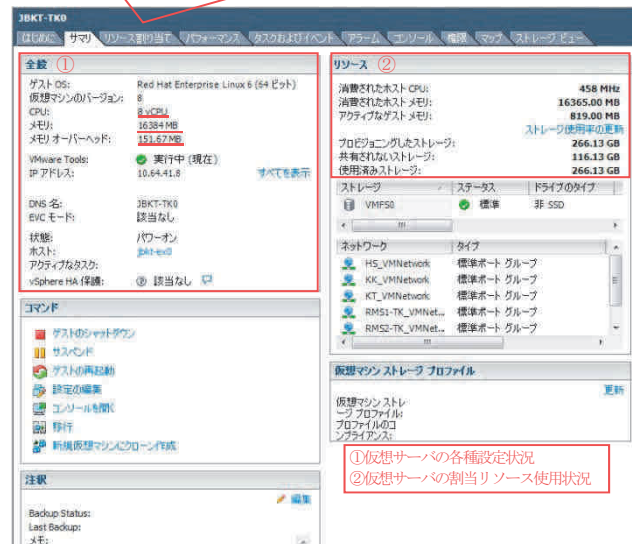 JBKT-TK0
はじめに サマリ リソース割り当て パフォーマンス タスクおよびイベント アラーム コンソール 権限 マップ ストレージ ビュー
全般 ①
ゲスト OS: Red Hat Enterprise Linux 6 (64 ビット)
仮想マシンのバージョン: 8
CPU: 8 vCPU
メモリ: 16384 MB
メモリ オーバーヘッド: 151.67 MB
VMware Tools: 実行中 (現在)
IP アドレス: 10.64.41.8 すべてを表示
DNS 名: JBKT-TK0
EVC モード: 該当なし
状態: パワーオン
ホスト: jbkt-ex0
アクティブなタスク:
vSphere HA 保護: 該当なし
コマンド
ゲストのシャットダウン
サスペンド
ゲストの再起動
設定の編集
コンソールを開く
移行
新規仮想マシンにクローン作成
注釈
編集
Backup Status:
Last Backup:
メモ:
リソース ②
消費されたホスト CPU: 458 MHz
消費されたホスト メモリ: 16365.00 MB
アクティブなゲスト メモリ: 819.00 MB
ストレージ使用率の更新
プロビジョニングしたストレージ: 266.13 GB
共有されないストレージ: 116.13 GB
使用済みストレージ: 266.13 GB
ストレージ ステータス ドライブのタイプ
VMFS0 標準 非 SSD
ネットワーク タイプ
HS_VMNetwork 標準ポート グループ
KK_VMNetwork 標準ポート グループ
KT_VMNetwork 標準ポート グループ
RMS1-TK_VMNet... 標準ポート グループ
RMS2-TK_VMNet... 標準ポート グループ
仮想マシン ストレージ プロファイル
更新
仮想マシン ストレ
ージ プロファイル:
プロファイルのコ
ンプライアンス:
①仮想サーバの各種設定状況
②仮想サーバの割当リソース使用状況